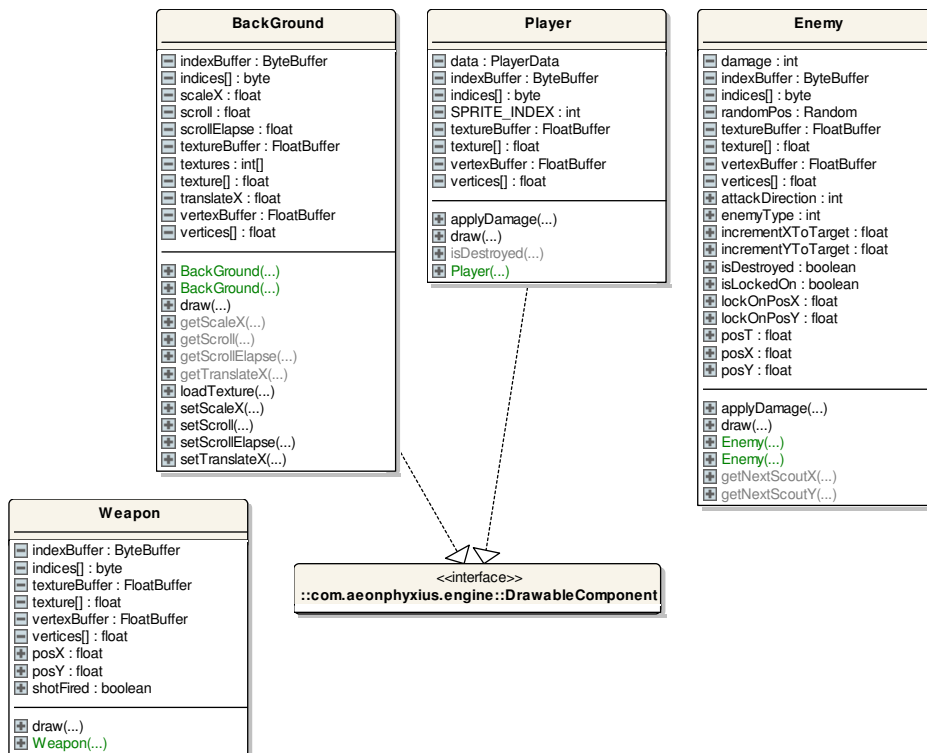 BackGround
indexBuffer : ByteBuffer
indices[] : byte
scaleX : float
scroll : float
scrollElapse : float
textureBuffer : FloatBuffer
textures : int[]
texture[] : float
translateX : float
vertexBuffer : FloatBuffer
vertices[] : float
BackGround(...)
BackGround(...)
draw(...)
getScaleX(...)
getScroll(...)
getScrollElapse(...)
getTranslateX(...)
loadTexture(...)
setScaleX(...)
setScroll(...)
setScrollElapse(...)
setTranslateX(...)
Player
data : PlayerData
indexBuffer : ByteBuffer
indices[] : byte
SPRITE_INDEX : int
textureBuffer : FloatBuffer
texture[] : float
vertexBuffer : FloatBuffer
vertices[] : float
applyDamage(...)
draw(...)
isDestroyed(...)
Player(...)
Enemy
damage : int
indexBuffer : ByteBuffer
indices[] : byte
randomPos : Random
textureBuffer : FloatBuffer
texture[] : float
vertexBuffer : FloatBuffer
vertices[] : float
attackDirection : int
enemyType : int
incrementXToTarget : float
incrementYToTarget : float
isDestroyed : boolean
isLockedOn : boolean
lockOnPosX : float
lockOnPosY : float
posT : float
posX : float
posY : float
applyDamage(...)
draw(...)
Enemy(...)
Enemy(...)
getNextScoutX(...)
getNextScoutY(...)
Weapon
indexBuffer : ByteBuffer
indices[] : byte
textureBuffer : FloatBuffer
texture[] : float
vertexBuffer : FloatBuffer
vertices[] : float
posX : float
posY : float
shotFired : boolean
draw(...)
Weapon(...)
<<interface>>
::com.aeonphyxius.engine::DrawableComponent